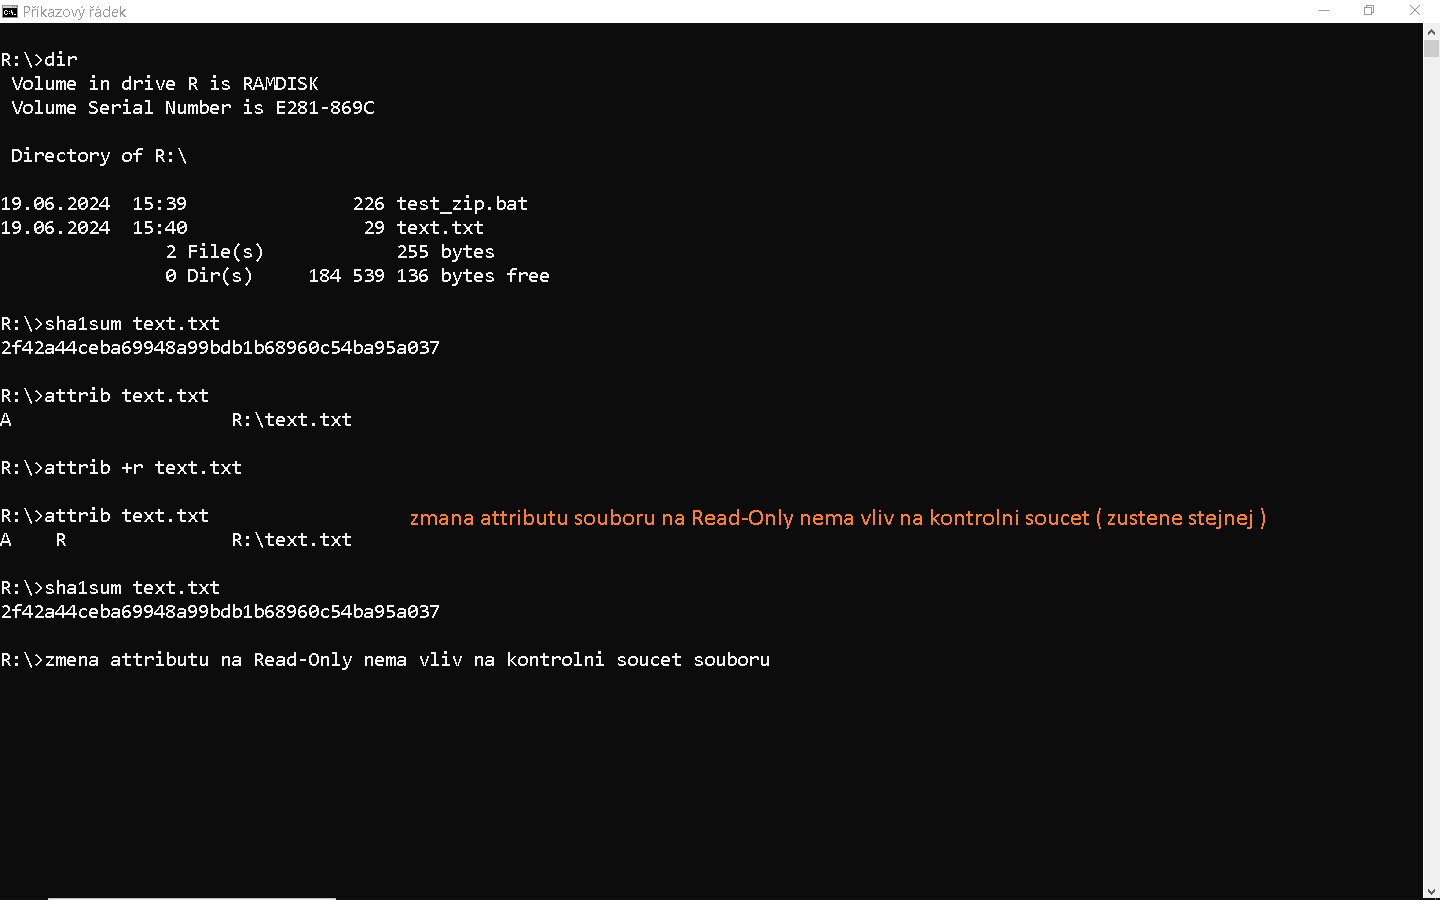 Příkazový řádek
R:\>dir
Volume in drive R is RAMDISK
Volume Serial Number is E281-869C
Directory of R:\
19.06.2024  15:39               226 test_zip.bat
19.06.2024  15:40                29 text.txt
2 File(s)            255 bytes
0 Dir(s)     184 539 136 bytes free
R:\>sha1sum text.txt
2f42a44ceba69948a99bdb1b68960c54ba95a037
R:\>attrib text.txt
A                    R:\text.txt
R:\>attrib +r text.txt
R:\>attrib text.txt
zmana attributu souboru na Read-Only nema vliv na kontrolni soucet ( zustene stejnej )
A    R               R:\text.txt
R:\>sha1sum text.txt
2f42a44ceba69948a99bdb1b68960c54ba95a037
R:\>zmena attributu na Read-Only nema vliv na kontrolni soucet souboru